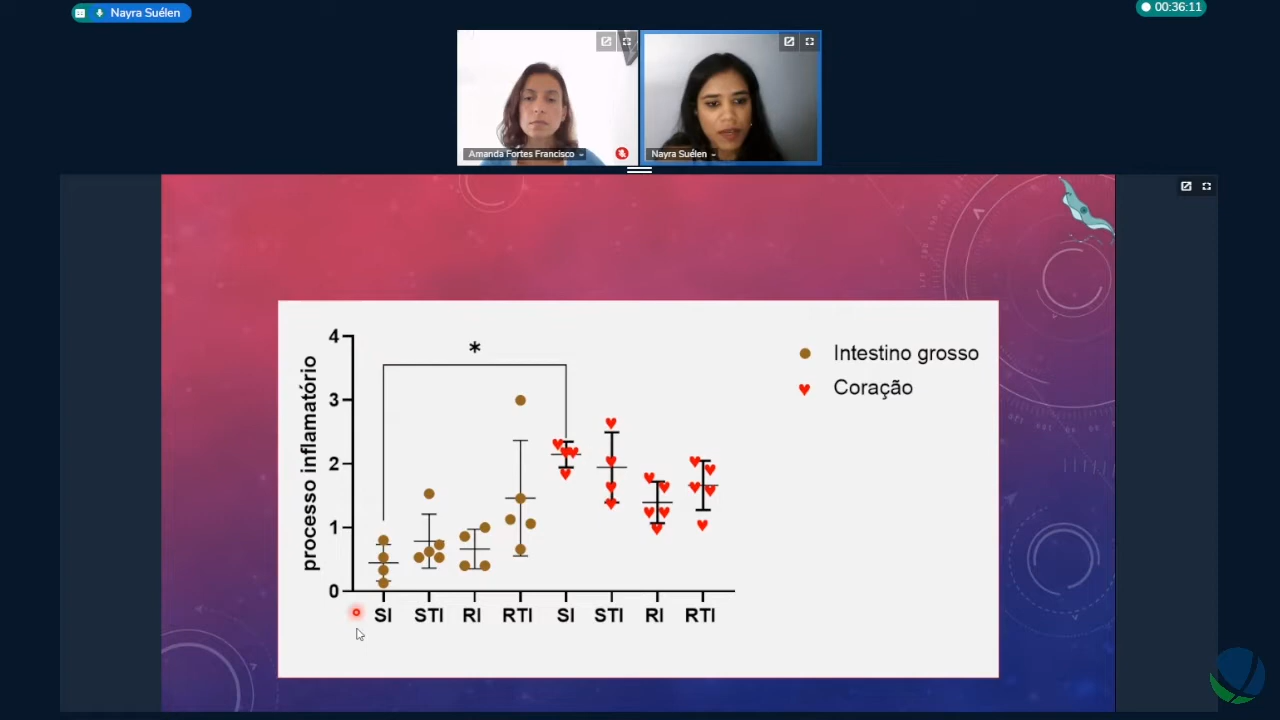 Nayra Suélen
00:36:11
Amanda Fortes Francisco
Nayra Suélen
4
3
2
1
0
processo inflamatório
*
Intestino grosso
Coração
SI STI RI RTI SI STI RI RTI